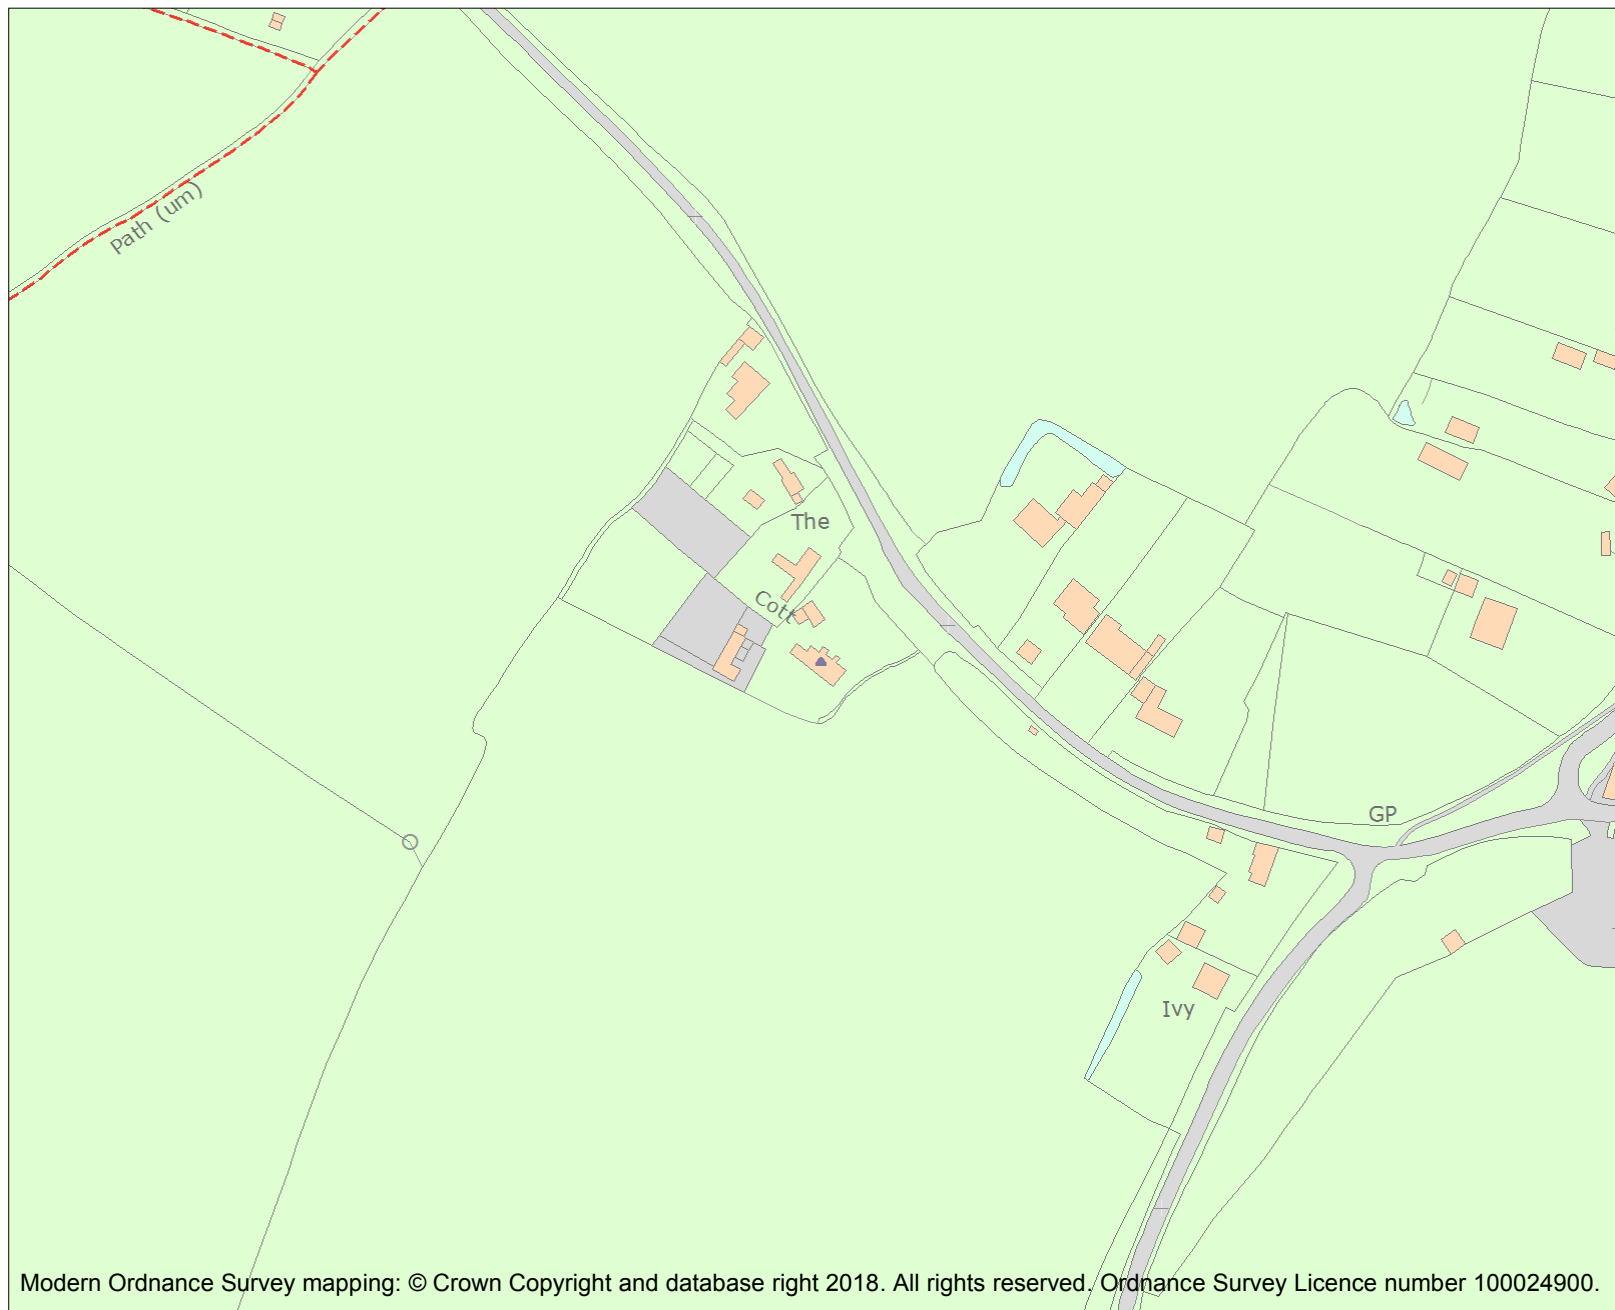 Path (um)
The
Cott
GP
Ivy
Modern Ordnance Survey mapping: © Crown Copyright and database right 2018. All rights reserved. Ordnance Survey Licence number 100024900.